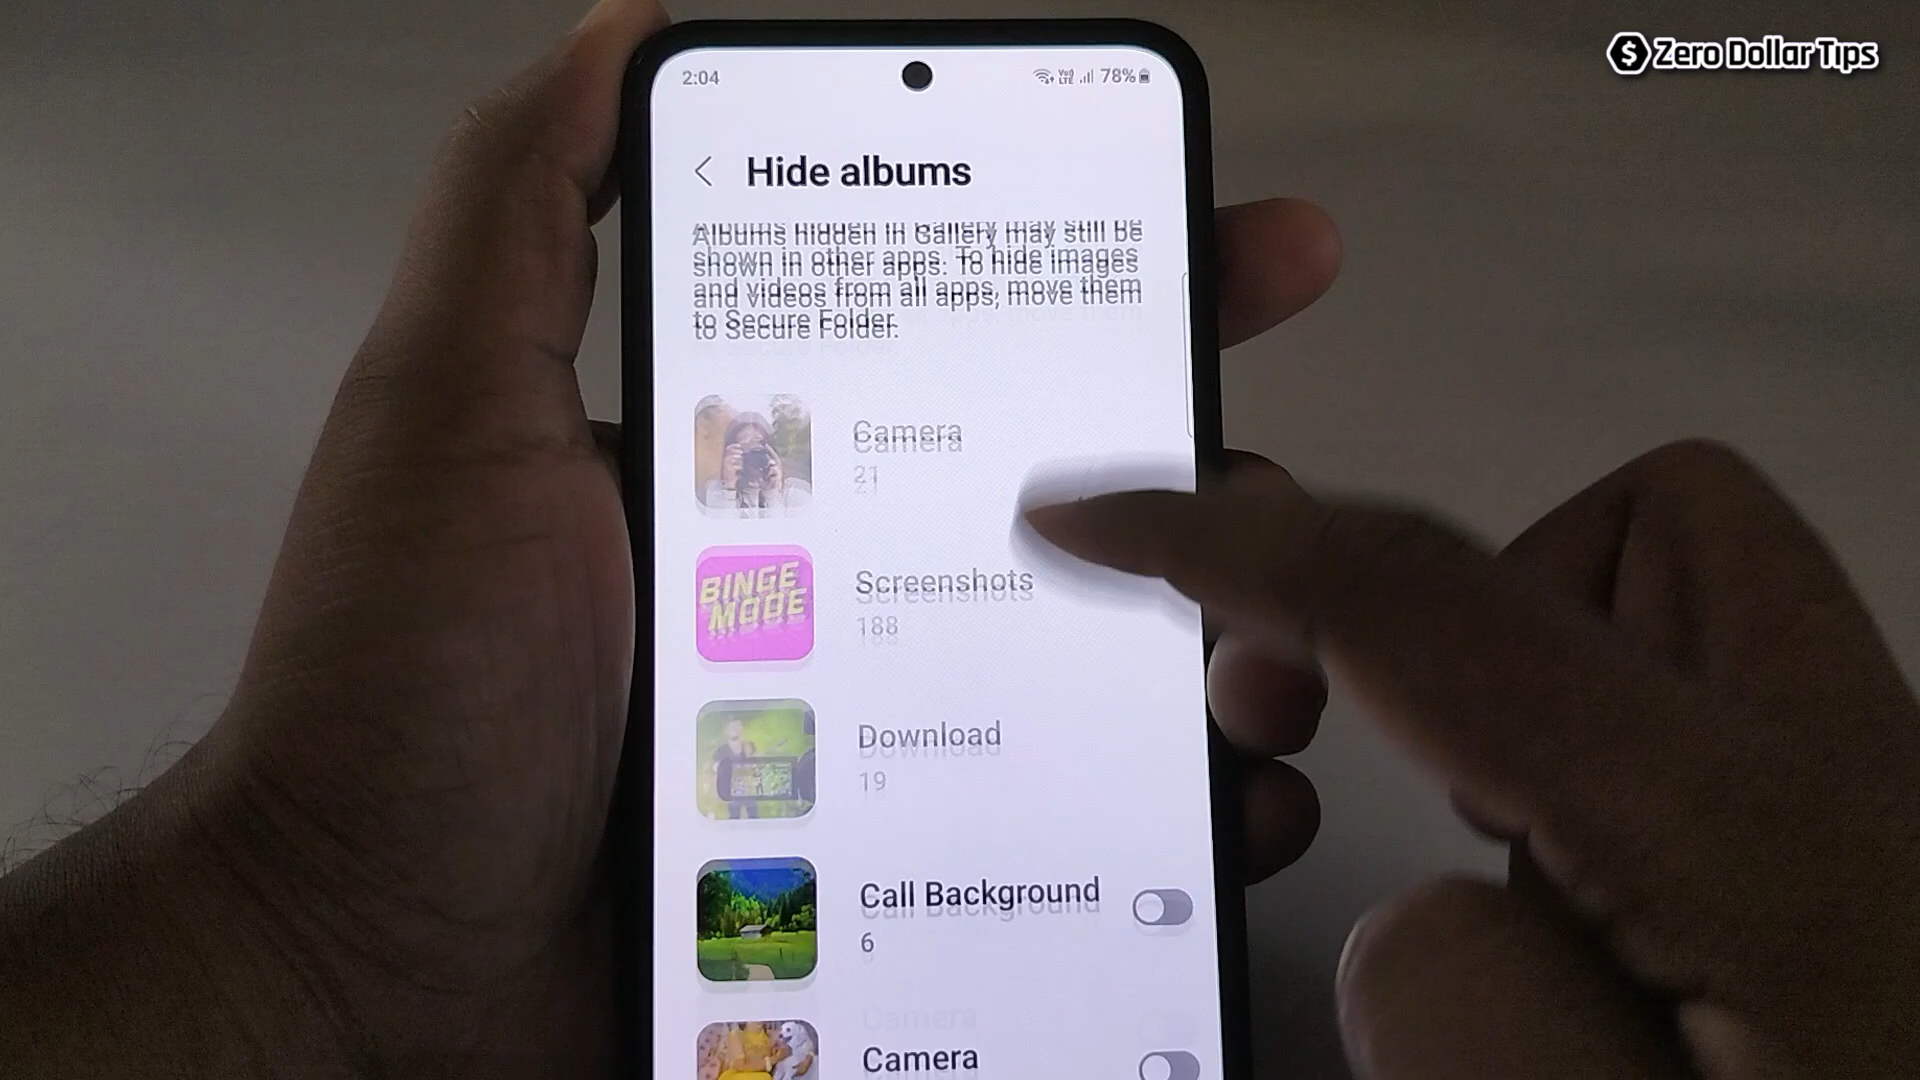 Zero Dollar Tips
2:04
Vo)) LTE 78%
Hide albums
Albums hidden in Gallery may still be
shown in other apps. To hide images
and videos from all apps, move them
to Secure Folder.
Camera
21
Screenshots
188
BINGE
MODE
Download
19
Call Background
6
Camera